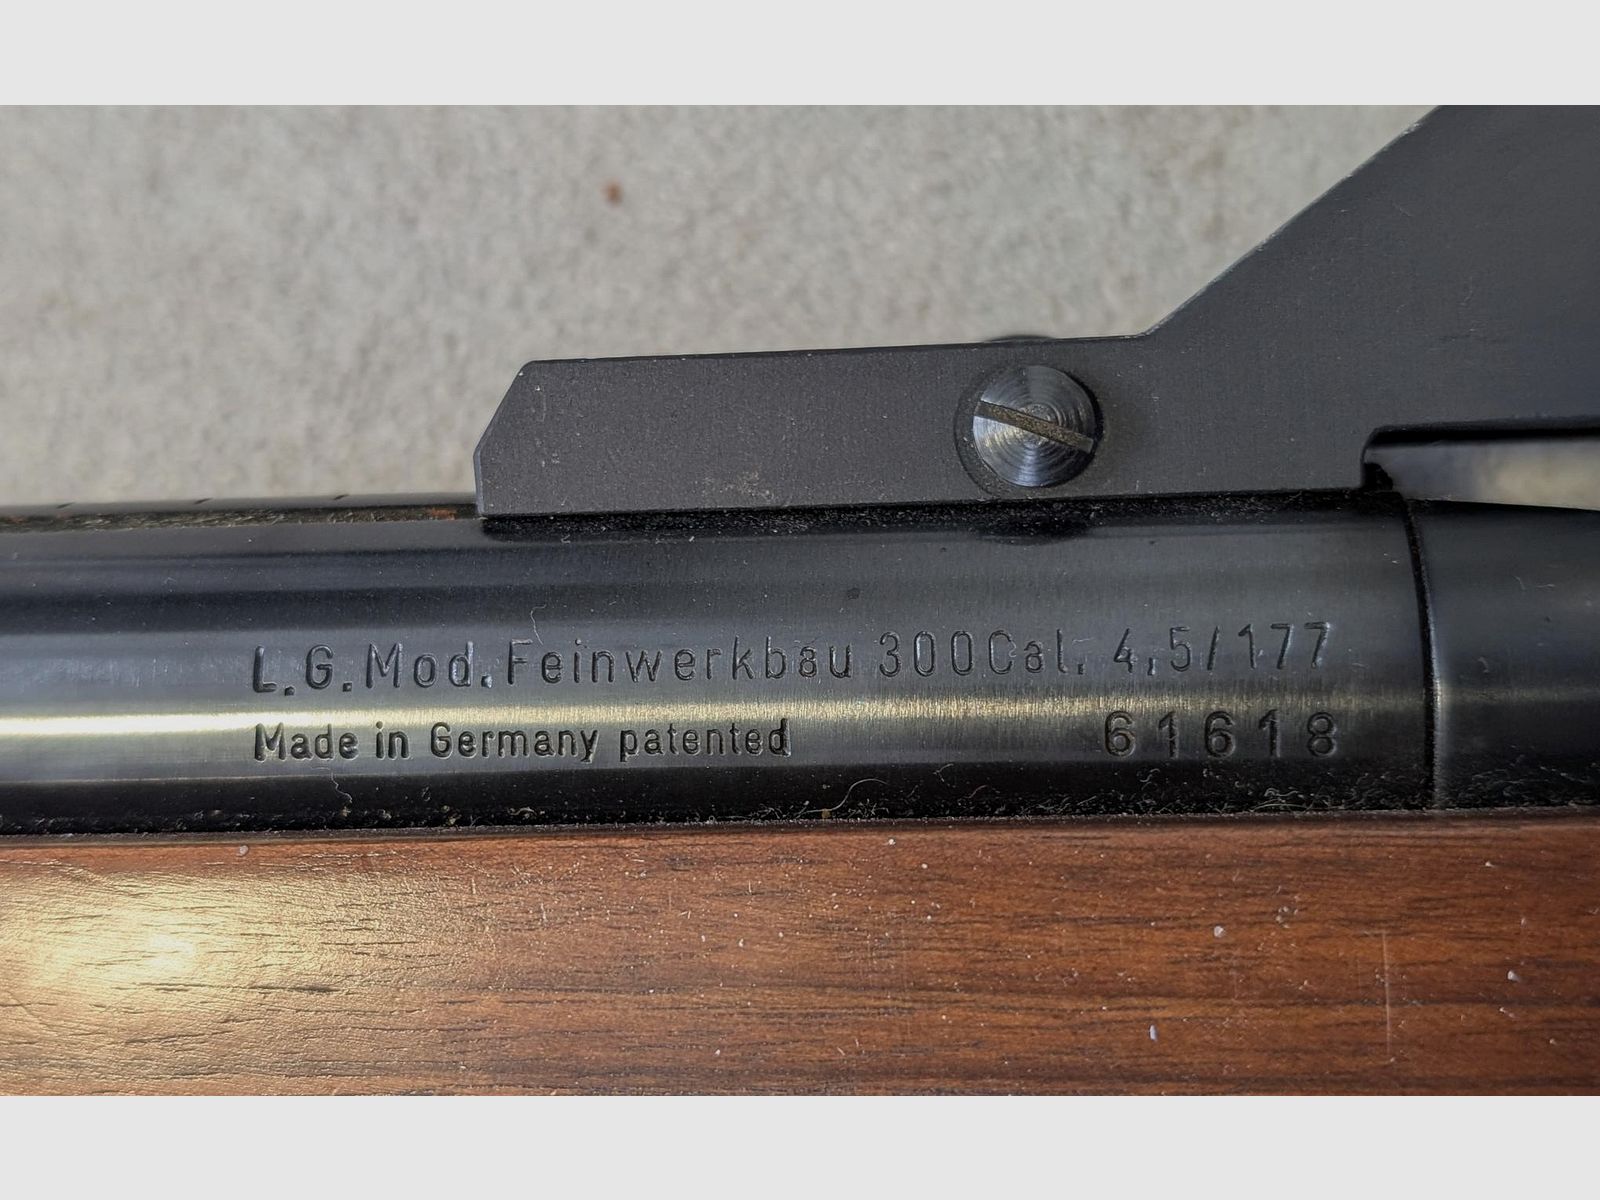 L.G.Mod.Feinwerkbau 300Cal. 4,5/177
Made in Germany patented 61618